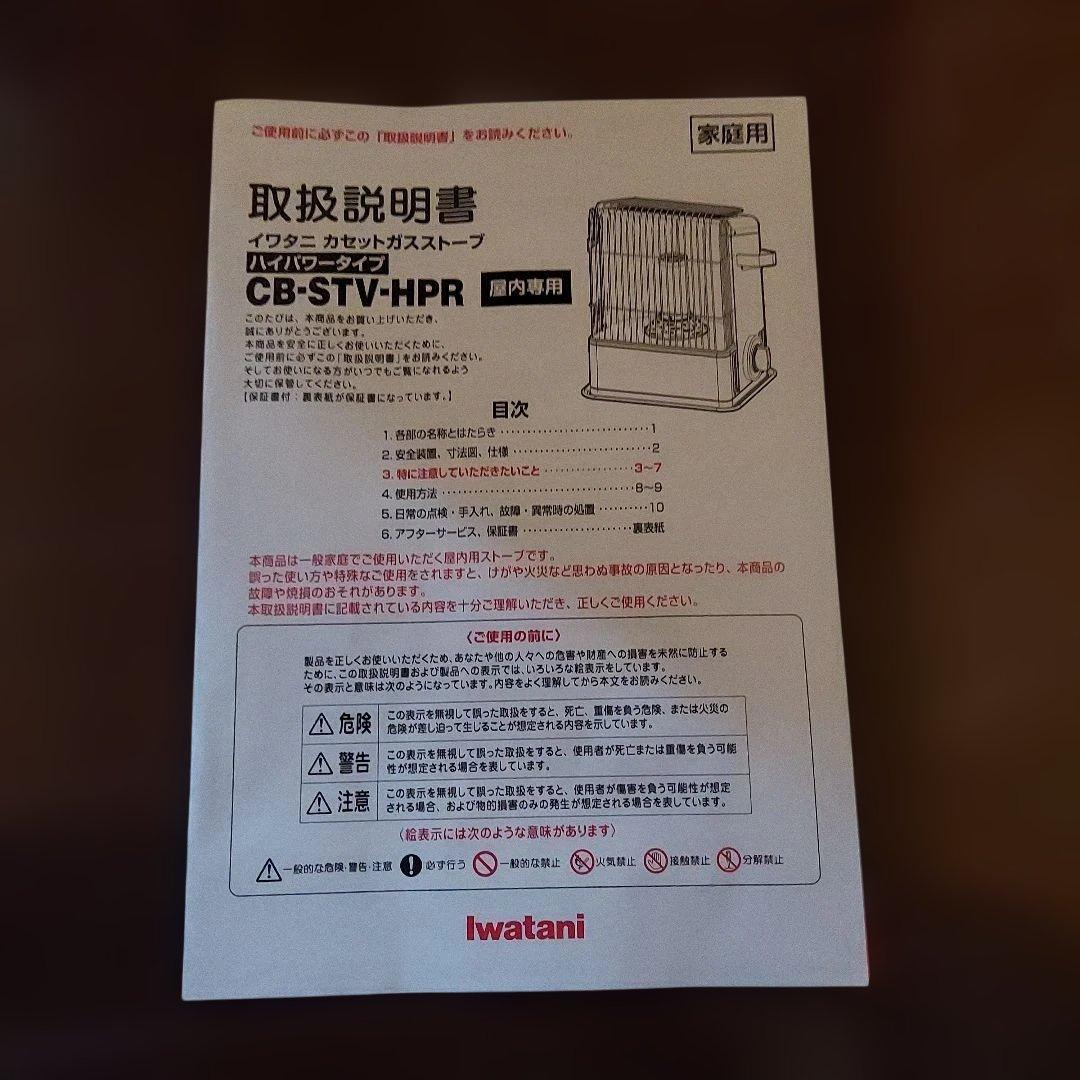 ご使用前に必ずこの「取扱説明書」をお読みください。
家庭用
取扱説明書
イワタニ カセットガスストーブ
ハイパワータイプ
CB-STV-HPR 屋内専用
このたびは、本商品をお買い上げいただき、
誠にありがとうございます。
本商品を安全に正しくお使いいただくために、
ご使用前に必ずこの「取扱説明書」をお読みください。
そしてお使いになる方がいつでもご覧になれるよう
大切に保管してください。
【保証書付:裏表紙が保証書になっています。】
目次
1. 各部の名称とはたらき ‥‥‥‥‥‥‥‥‥‥‥‥‥ 1
2. 安全装置、寸法図、仕様 ‥‥‥‥‥‥‥‥‥‥‥‥ 2
3. 特に注意していただきたいこと ‥‥‥‥‥‥‥‥ 3〜7
4. 使用方法 ‥‥‥‥‥‥‥‥‥‥‥‥‥‥‥‥‥ 8〜9
5. 日常の点検・手入れ、故障・異常時の処置 ‥‥‥‥‥ 10
6. アフターサービス、保証書 ‥‥‥‥‥‥‥‥‥ 裏表紙
本商品は一般家庭でご使用いただく屋内用ストーブです。
誤った使い方や特殊なご使用をされますと、けがや火災など思わぬ事故の原因となったり、本商品の
故障や焼損のおそれがあります。
本取扱説明書に記載されている内容を十分ご理解いただき、正しくご使用ください。
〈ご使用の前に〉
製品を正しくお使いいただくため、あなたや他の人々への危害や財産への損害を未然に防止する
ために、この取扱説明書および製品への表示では、いろいろな絵表示をしています。
その表示と意味は次のようになっています。内容をよく理解してから本文をお読みください。
危険 この表示を無視して誤った取扱をすると、死亡、重傷を負う危険、または火災の
危険が差し迫って生じることが想定される内容を示しています。
警告 この表示を無視して誤った取扱をすると、使用者が死亡または重傷を負う可能
性が想定される場合を表しています。
注意 この表示を無視して誤った取扱をすると、使用者が傷害を負う可能性が想定
される場合、および物的損害のみの発生が想定される場合を表しています。
〈絵表示には次のような意味があります〉
一般的な危険・警告・注意 必ず行う 一般的な禁止 火気禁止 接触禁止 分解禁止
Iwatani